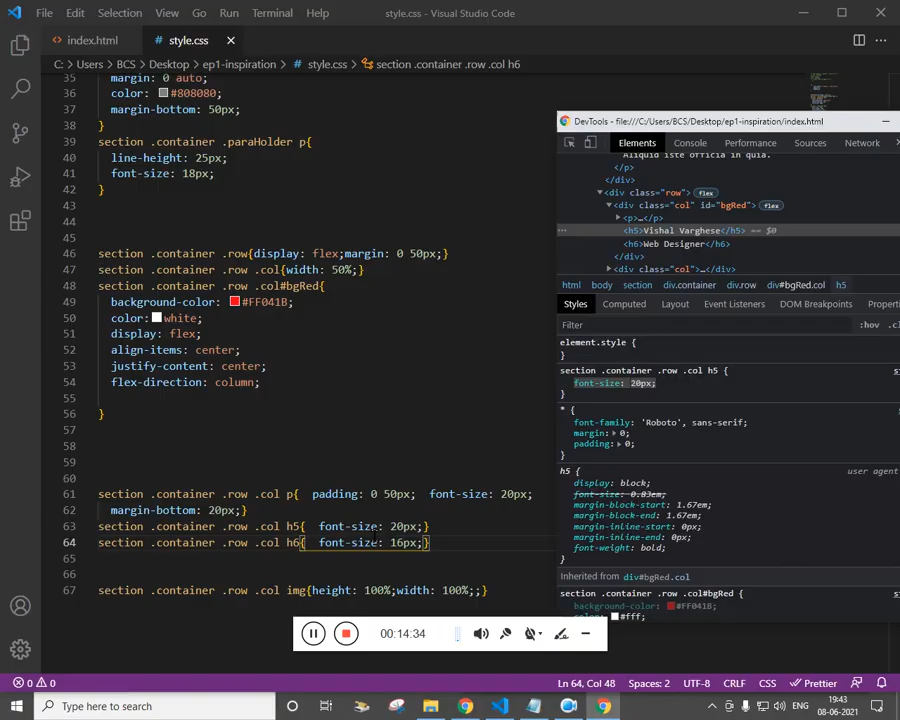 File Edit Selection View Go Run Terminal Help style.css - Visual Studio Code
index.html # style.css
C: > Users > BCS > Desktop > ep1-inspiration > # style.css > section .container .row .col h6
35 margin: 0 auto;
36 color: #808080;
37 margin-bottom: 50px;
38 }
39 section .container .paraHolder p{
40 line-height: 25px;
41 font-size: 18px;
42 }
43
44
45
46 section .container .row{display: flex;margin: 0 50px;}
47 section .container .row .col{width: 50%;}
48 section .container .row .col#bgRed{
49 background-color: #FF041B;
50 color: white;
51 display: flex;
52 align-items: center;
53 justify-content: center;
54 flex-direction: column;
55
56 }
57
58
59
60
61 section .container .row .col p{ padding: 0 50px; font-size: 20px;
62 margin-bottom: 20px;}
63 section .container .row .col h5{ font-size: 20px;}
64 section .container .row .col h6{ font-size: 16px;}
65
66
67 section .container .row .col img{height: 100%;width: 100%;;}
DevTools - file:///C:/Users/BCS/Desktop/ep1-inspiration/index.html
Elements Console Performance Sources Network
Aliquid iste officia in quia.
</p>
</div>
<div class="row"> flex
<div class="col" id="bgRed"> flex
<p>…</p>
<h5>Vishal Varghese</h5> == $0
<h6>Web Designer</h6>
</div>
<div class="col">…</div>
html body section div.container div.row div#bgRed.col h5
Styles Computed Layout Event Listeners DOM Breakpoints Properti
Filter :hov .c
element.style {
}
section .container .row .col h5 { st
font-size: 20px;
}
* {
font-family: 'Roboto', sans-serif;
margin: 0;
padding: 0;
}
h5 { user agent
display: block;
font-size: 0.83em;
margin-block-start: 1.67em;
margin-block-end: 1.67em;
margin-inline-start: 0px;
margin-inline-end: 0px;
font-weight: bold;
}
Inherited from div#bgRed.col
section .container .row .col#bgRed { st
background-color: #FF041B;
color: #fff;
00:14:34
0 0 Ln 64, Col 48 Spaces: 2 UTF-8 CRLF CSS Prettier
Type here to search
ENG 19:43
08-06-2021